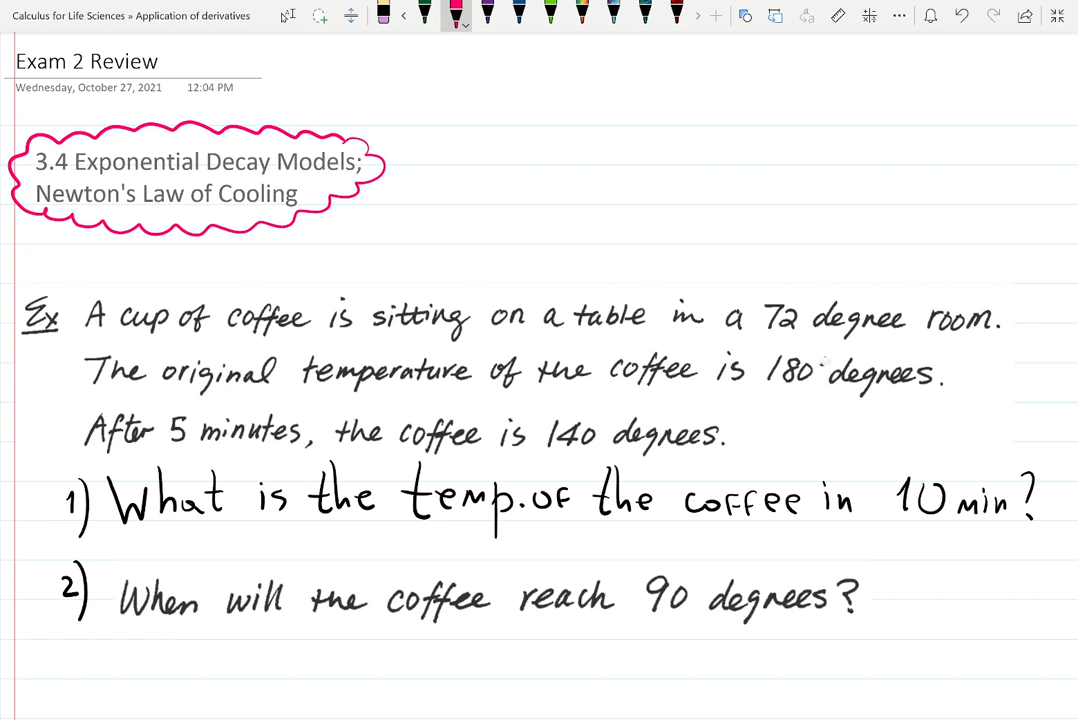 Calculus for Life Sciences » Application of derivatives
Exam 2 Review
Wednesday, October 27, 2021 12:04 PM
3.4 Exponential Decay Models;
Newton's Law of Cooling
Ex A cup of coffee is sitting on a table in a 72 degree room.
The original temperature of the coffee is 180 degrees.
After 5 minutes, the coffee is 140 degrees.
1) What is the temp. of the coffee in 10 min?
2) When will the coffee reach 90 degrees?